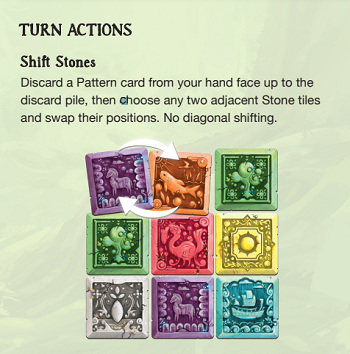 TURN ACTIONS
Shift Stones
Discard a Pattern card from your hand face up to the
discard pile, then choose any two adjacent Stone tiles
and swap their positions. No diagonal shifting.